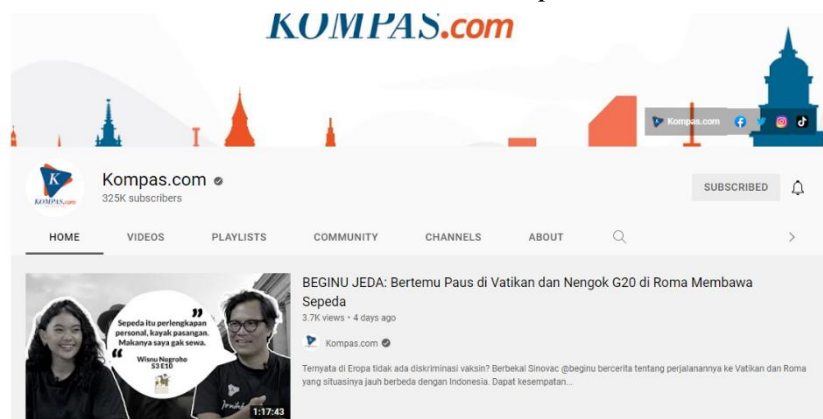 KOMPAS.com
Kompas.com
K
KOMPAS.com
Kompas.com
325K subscribers
SUBSCRIBED
HOME VIDEOS PLAYLISTS COMMUNITY CHANNELS ABOUT
Sepeda itu perlengkapan
personal, kayak pasangan.
Makanya saya gak sewa.
Wisnu Nugroho
S3 E10
1:17:43
BEGINU JEDA: Bertemu Paus di Vatikan dan Nengok G20 di Roma Membawa
Sepeda
3.7K views • 4 days ago
Kompas.com
Ternyata di Eropa tidak ada diskriminasi vaksin? Berbekal Sinovac @beginu bercerita tentang perjalanannya ke Vatikan dan Roma
yang situasinya jauh berbeda dengan Indonesia. Dapat kesempatan...